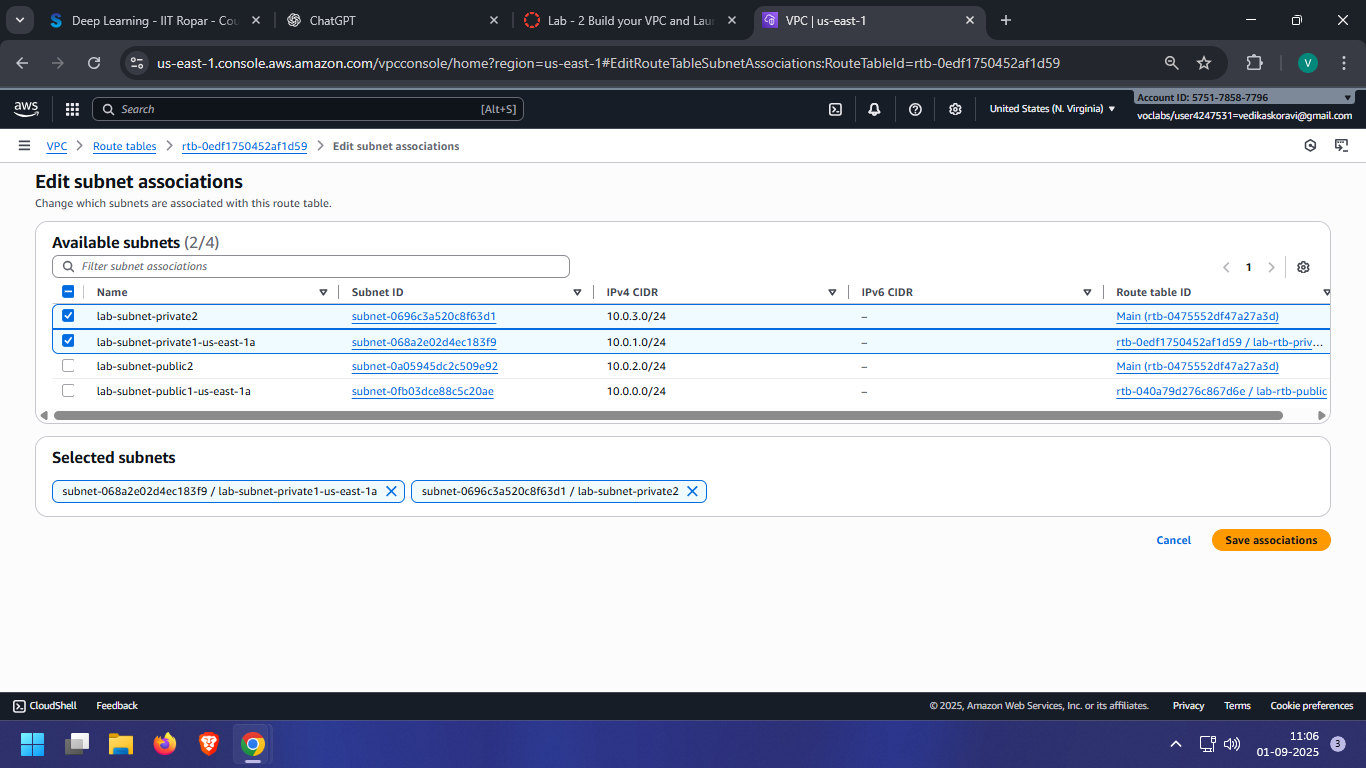 Deep Learning - IIT Ropar - Cou
ChatGPT
Lab - 2 Build your VPC and Laun
VPC | us-east-1
us-east-1.console.aws.amazon.com/vpcconsole/home?region=us-east-1#EditRouteTableSubnetAssociations:RouteTableId=rtb-0edf1750452af1d59
V
aws
Search
[Alt+S]
United States (N. Virginia)
Account ID: 5751-7858-7796
voclabs/user4247531=vedikaskoravi@gmail.com
VPC
Route tables
rtb-0edf1750452af1d59
Edit subnet associations
Edit subnet associations
Change which subnets are associated with this route table.
Available subnets (2/4)
Filter subnet associations
1
Name Subnet ID IPv4 CIDR IPv6 CIDR Route table ID
lab-subnet-private2 subnet-0696c3a520c8f63d1 10.0.3.0/24 – Main (rtb-0475552df47a27a3d)
lab-subnet-private1-us-east-1a subnet-068a2e02d4ec183f9 10.0.1.0/24 – rtb-0edf1750452af1d59 / lab-rtb-priv...
lab-subnet-public2 subnet-0a05945dc2c509e92 10.0.2.0/24 – Main (rtb-0475552df47a27a3d)
lab-subnet-public1-us-east-1a subnet-0fb03dce88c5c20ae 10.0.0.0/24 – rtb-040a79d276c867d6e / lab-rtb-public
Selected subnets
subnet-068a2e02d4ec183f9 / lab-subnet-private1-us-east-1a
subnet-0696c3a520c8f63d1 / lab-subnet-private2
Cancel
Save associations
CloudShell
Feedback
© 2025, Amazon Web Services, Inc. or its affiliates.
Privacy
Terms
Cookie preferences
11:06
01-09-2025
3